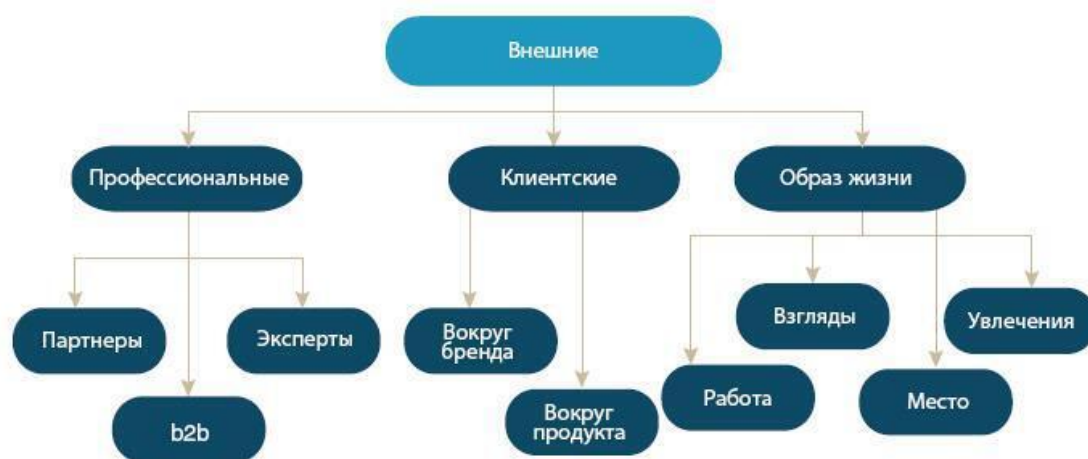 Внешние
Профессиональные
Клиентские
Образ жизни
Партнеры
Эксперты
b2b
Вокруг
бренда
Вокруг
продукта
Взгляды
Увлечения
Работа
Место